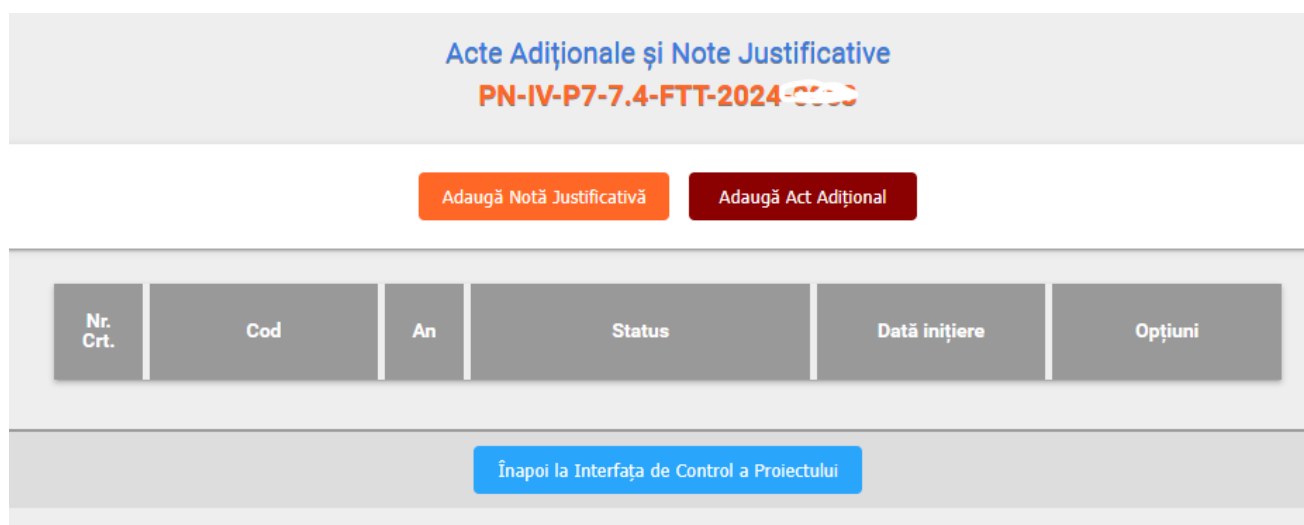 Acte Adiționale și Note Justificative
PN-IV-P7-7.4-FTT-2024-
Adaugă Notă Justificativă
Adaugă Act Adițional
Nr. Crt.
Cod
An
Status
Dată inițiere
Opțiuni
Înapoi la Interfața de Control a Proiectului